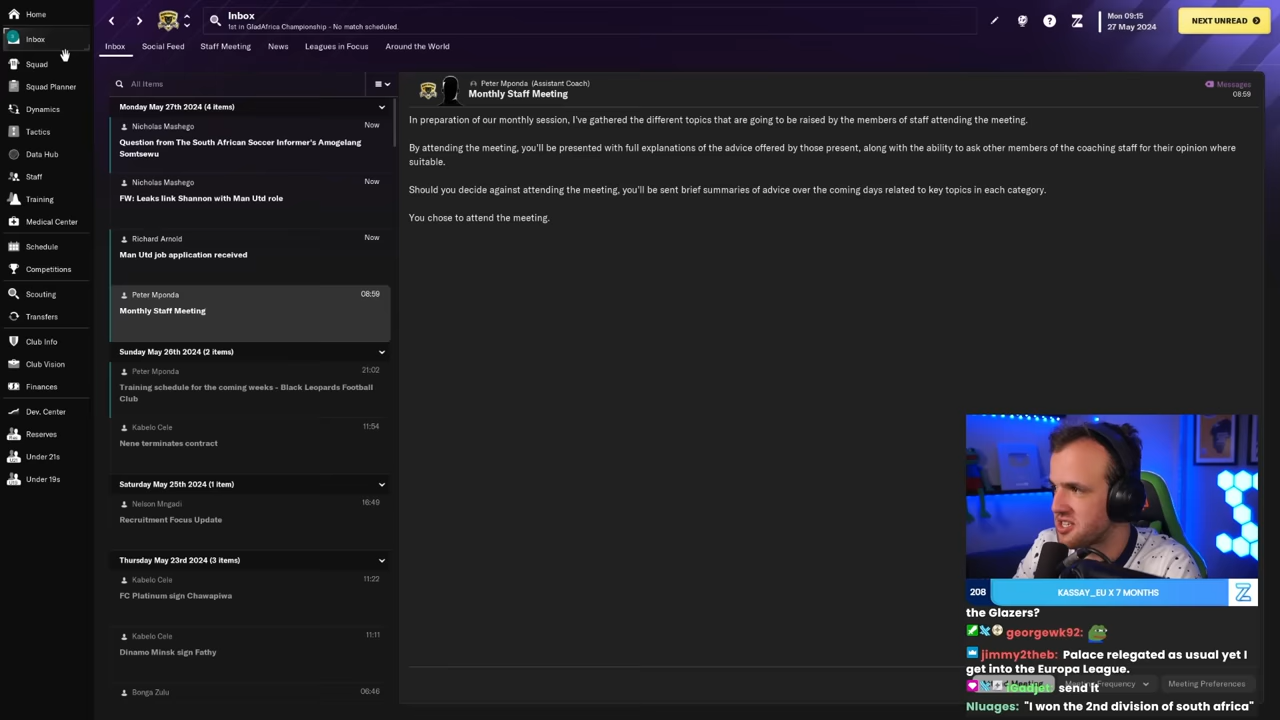 Home
Inbox
Squad
Squad Planner
Dynamics
Tactics
Data Hub
Staff
Training
Medical Center
Schedule
Competitions
Scouting
Transfers
Club Info
Club Vision
Finances
Dev. Center
Reserves
Under 21s
Under 19s
Inbox
1st in GladAfrica Championship - No match scheduled.
Mon 09:15
27 May 2024
NEXT UNREAD
Inbox
Social Feed
Staff Meeting
News
Leagues in Focus
Around the World
All Items
Monday May 27th 2024 (4 items)
Nicholas Mashego
Now
Question from The South African Soccer Informer's Amogelang
Somtsewu
Nicholas Mashego
Now
FW: Leaks link Shannon with Man Utd role
Richard Arnold
Now
Man Utd job application received
Peter Mponda
08:59
Monthly Staff Meeting
Sunday May 26th 2024 (2 items)
Peter Mponda
21:02
Training schedule for the coming weeks - Black Leopards Football
Club
Kabelo Cele
11:54
Nene terminates contract
Saturday May 25th 2024 (1 item)
Nelson Mngadi
16:49
Recruitment Focus Update
Thursday May 23rd 2024 (3 items)
Kabelo Cele
11:22
FC Platinum sign Chawapiwa
Kabelo Cele
11:11
Dinamo Minsk sign Fathy
Bonga Zulu
06:46
Peter Mponda (Assistant Coach)
Monthly Staff Meeting
Messages
08:59
In preparation of our monthly session, I've gathered the different topics that are going to be raised by the members of staff attending the meeting.
By attending the meeting, you'll be presented with full explanations of the advice offered by those present, along with the ability to ask other members of the coaching staff for their opinion where
suitable.
Should you decide against attending the meeting, you'll be sent brief summaries of advice over the coming days related to key topics in each category.
You chose to attend the meeting.
208
KASSAY_EU X 7 MONTHS
the Glazers?
georgewk92:
jimmy2theb: Palace relegated as usual yet I
get into the Europa League.
iGadjet: send It
Nluages: "I won the 2nd division of south africa"
Meeting
Frequency
Meeting Preferences